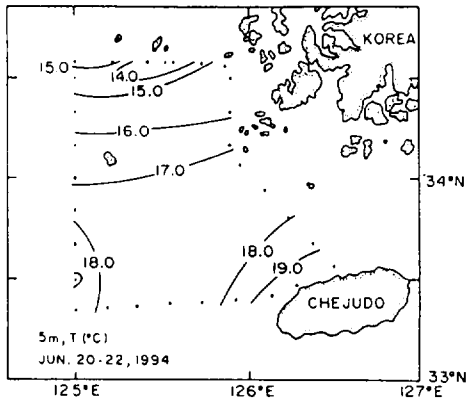 KOREA
15.0
14.0
15.0
16.0
17.0
34°N
18.0
18.0
19.0
CHEJUDO
5m, T (°C)
JUN. 20-22, 1994
33°N
125°E
126°E
127°E